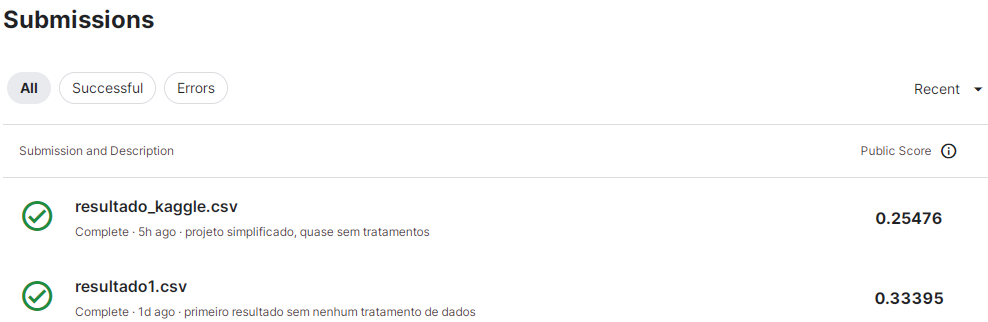 Submissions
All Successful Errors Recent
Submission and Description Public Score
resultado_kaggle.csv
0.25476
Complete · 5h ago · projeto simplificado, quase sem tratamentos
resultado1.csv
0.33395
Complete · 1d ago · primeiro resultado sem nenhum tratamento de dados